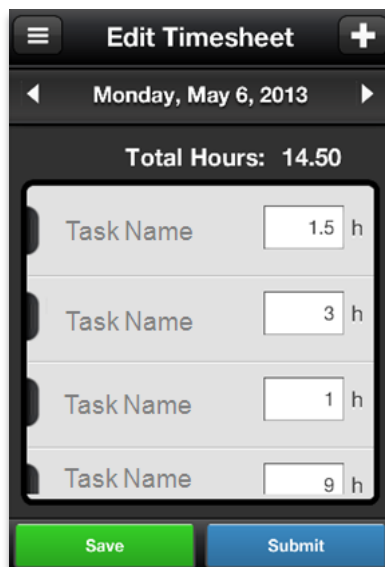 Edit Timesheet
Monday, May 6, 2013
Total Hours: 14.50
Task Name 1.5 h
Task Name 3 h
Task Name 1 h
Task Name 9 h
Save Submit